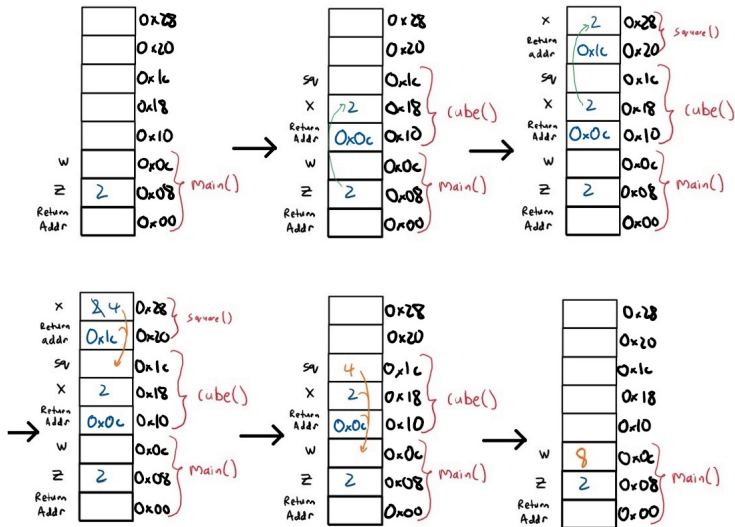 0x28
0x20
0x1c
0x18
0x10
W 0x0c
Z 2 0x08
Return Addr 0x00
main()
0x28
0x20
sq 0x1c
X 2 0x18
Return Addr 0x0c 0x10
W 0x0c
Z 2 0x08
Return Addr 0x00
cube()
main()
X 2 0x28
Return addr 0x1c 0x20
sq 0x1c
X 2 0x18
Return Addr 0x0c 0x10
W 0x0c
Z 2 0x08
Return Addr 0x00
square()
cube()
main()
X 2 4 0x28
Return addr 0x1c 0x20
sq 0x1c
X 2 0x18
Return Addr 0x0c 0x10
W 0x0c
Z 2 0x08
Return Addr 0x00
square()
cube()
main()
0x28
0x20
sq 4 0x1c
X 2 0x18
Return Addr 0x0c 0x10
W 0x0c
Z 2 0x08
Return Addr 0x00
cube()
main()
0x28
0x20
0x1c
0x18
0x10
W 8 0x0c
Z 2 0x08
Return Addr 0x00
main()